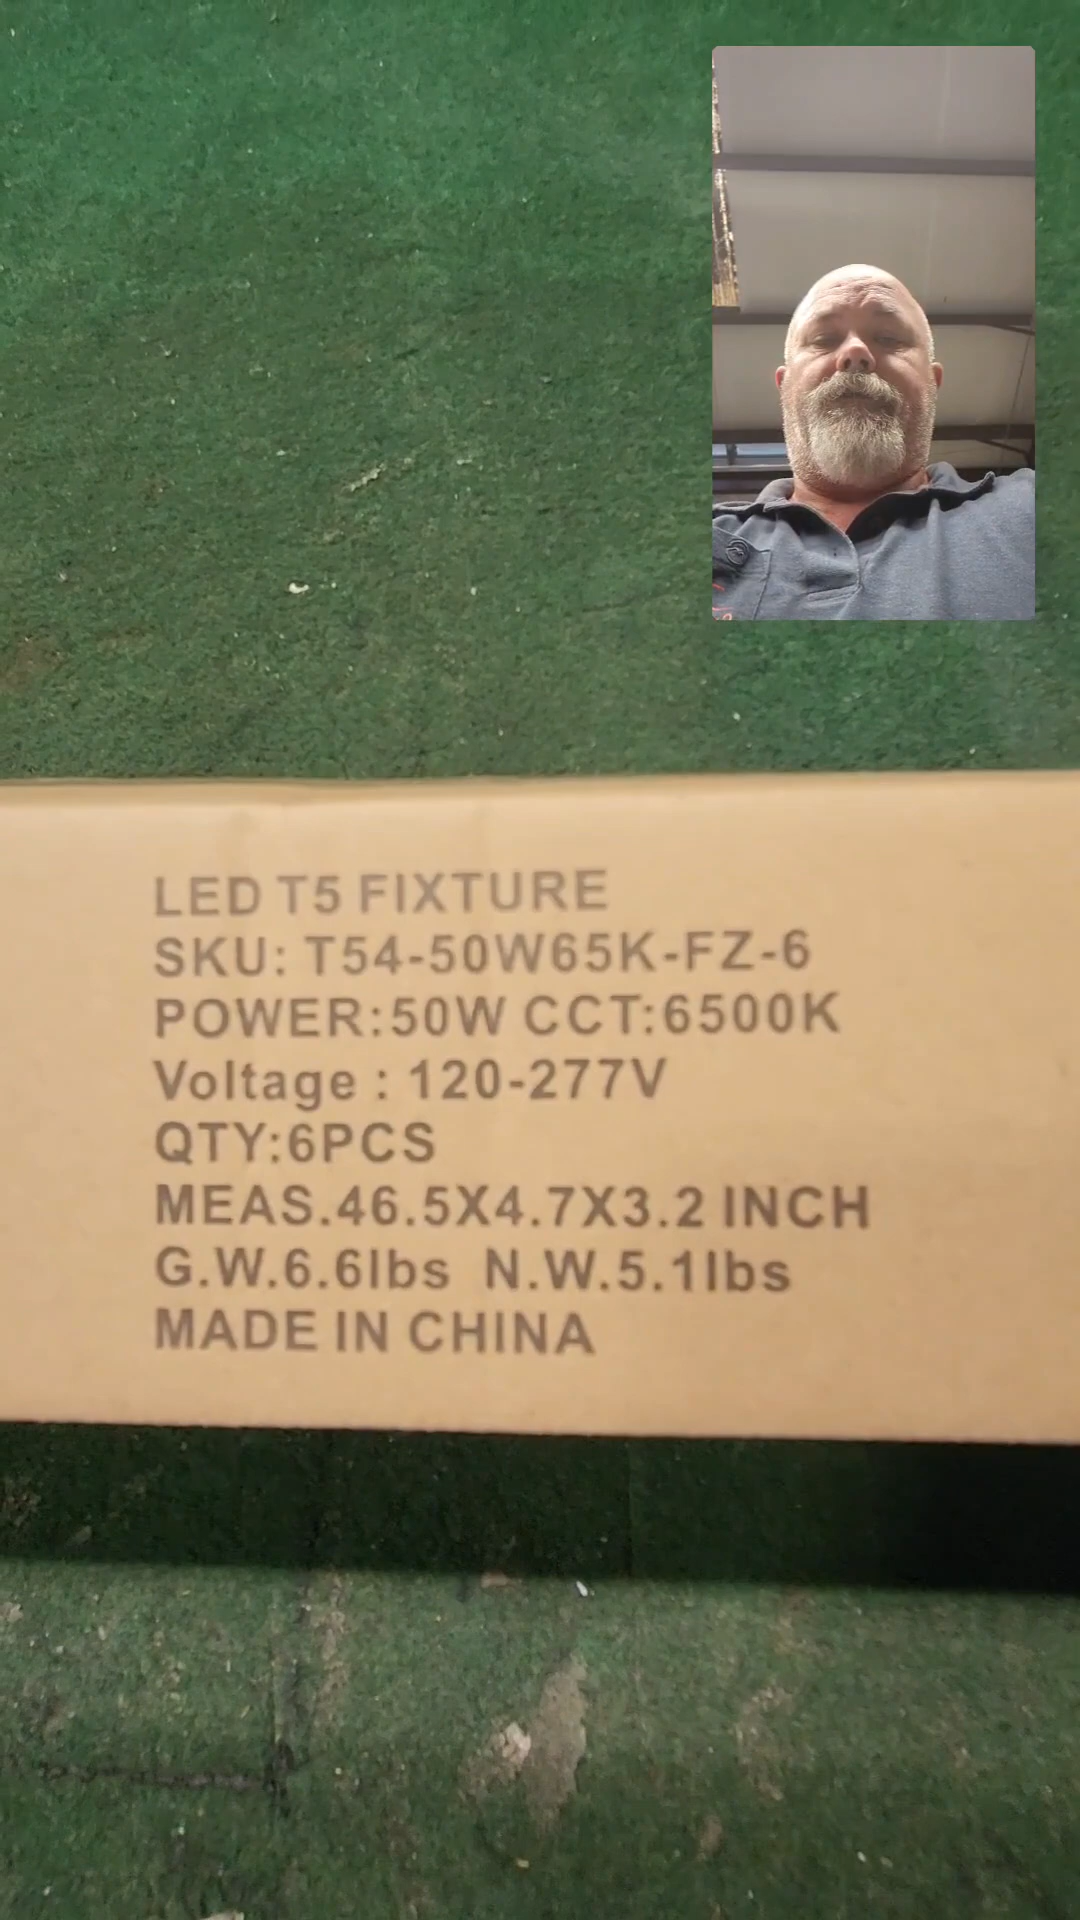 LED T5 FIXTURE
SKU: T54-50W65K-FZ-6
POWER:50W CCT:6500K
Voltage : 120-277V
QTY:6PCS
MEAS.46.5X4.7X3.2 INCH
G.W.6.6lbs N.W.5.1lbs
MADE IN CHINA